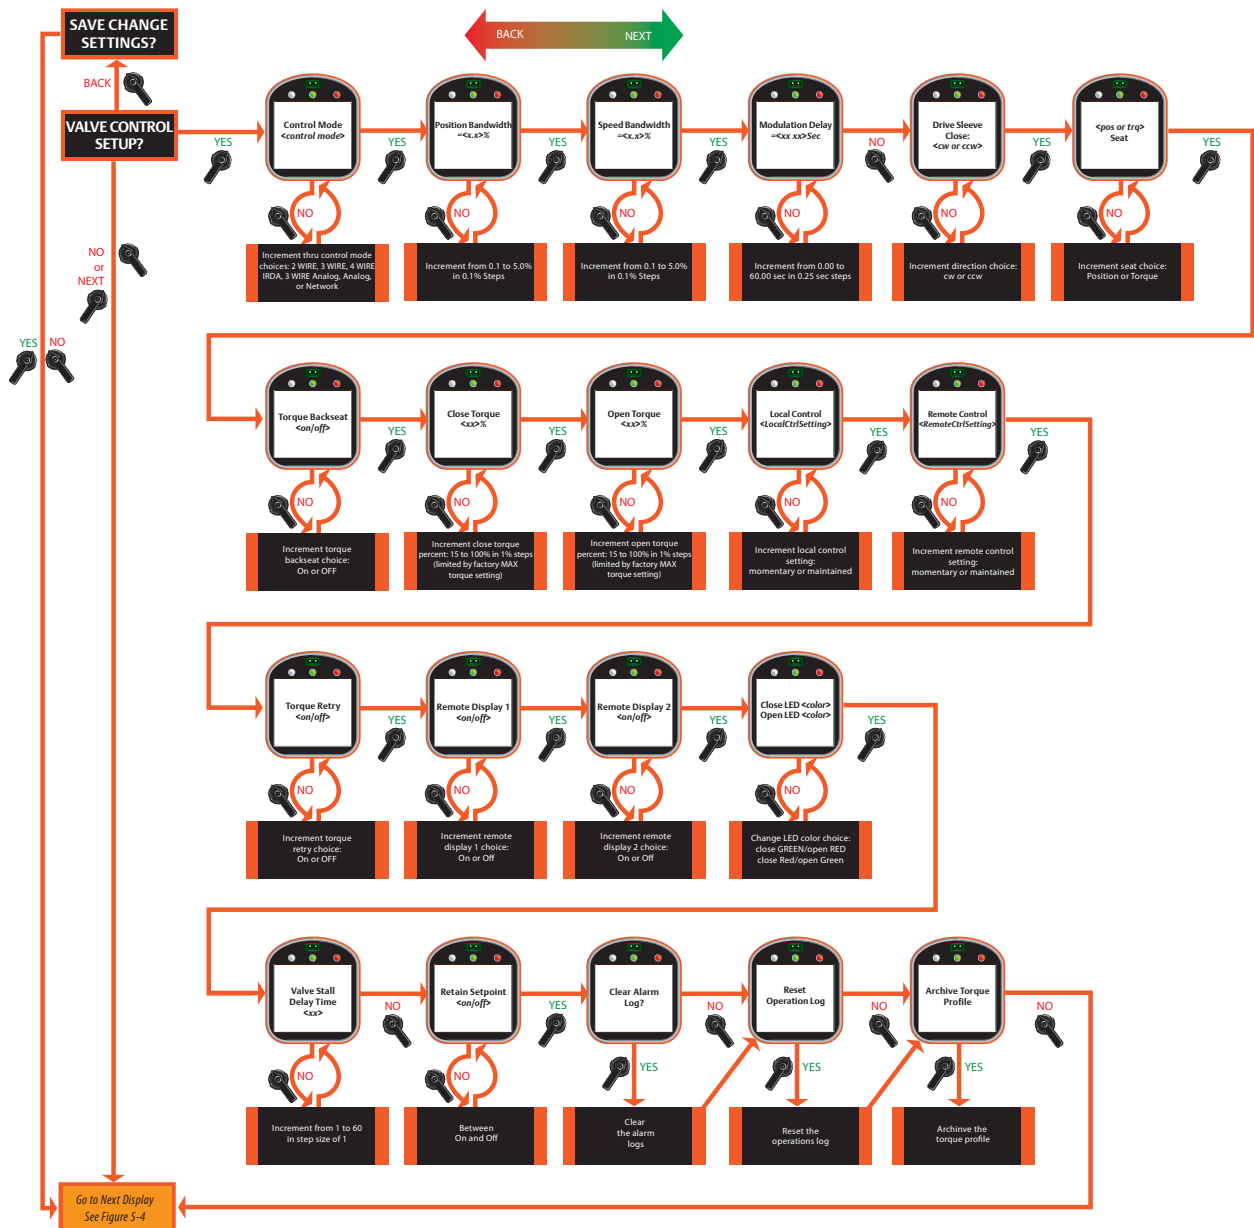 SAVE CHANGE
SETTINGS?
BACK
NEXT
BACK
VALVE CONTROL
SETUP?
YES
Control Mode
<control mode>
YES
Position Bandwidth
=<x.x>%
YES
Speed Bandwidth
=<x.x>%
YES
Modulation Delay
=<xx xx>Sec
NO
Drive Sleeve
Close:
<cw or ccw>
YES
<pos or trq>
Seat
YES
NO
NO
NO
NO
NO
NO
Increment thru control mode
choices: 2 WIRE, 3 WIRE, 4 WIRE
IRDA, 3 WIRE Analog, Analog,
or Network
Increment from 0.1 to 5.0%
in 0.1% Steps
Increment from 0.1 to 5.0%
in 0.1% Steps
Increment from 0.00 to
60.00 sec in 0.25 sec steps
Increment direction choice:
cw or ccw
Increment seat choice:
Position or Torque
NO
or
NEXT
YES
NO
Torque Backseat
<on/off>
YES
Close Torque
<xx>%
YES
Open Torque
<xx>%
YES
Local Control
<LocalCtrlSetting>
YES
Remote Control
<RemoteCtrlSetting>
YES
NO
NO
NO
NO
NO
Increment torque
backseat choice:
On or OFF
Increment close torque
percent: 15 to 100% in 1% steps
(limited by factory MAX
torque setting)
Increment open torque
percent: 15 to 100% in 1% steps
(limited by factory MAX
torque setting)
Increment local control
setting:
momentary or maintained
Increment remote control
setting:
momentary or maintained
Torque Retry
<on/off>
YES
Remote Display 1
<on/off>
YES
Remote Display 2
<on/off>
YES
Close LED <color>
Open LED <color>
YES
NO
NO
NO
NO
Increment torque
retry choice:
On or OFF
Increment remote
display 1 choice:
On or Off
Increment remote
display 2 choice:
On or Off
Change LED color choice:
close GREEN/open RED
close Red/open Green
Valve Stall
Delay Time
<xx>
NO
Retain Setpoint
<on/off>
YES
Clear Alarm
Log?
NO
Reset
Operation Log
NO
Archive Torque
Profile
NO
NO
NO
YES
YES
YES
Increment from 1 to 60
in step size of 1
Between
On and Off
Clear
the alarm
logs
Reset the
operations log
Archinve the
torque profile
Go to Next Display
See Figure 5-4